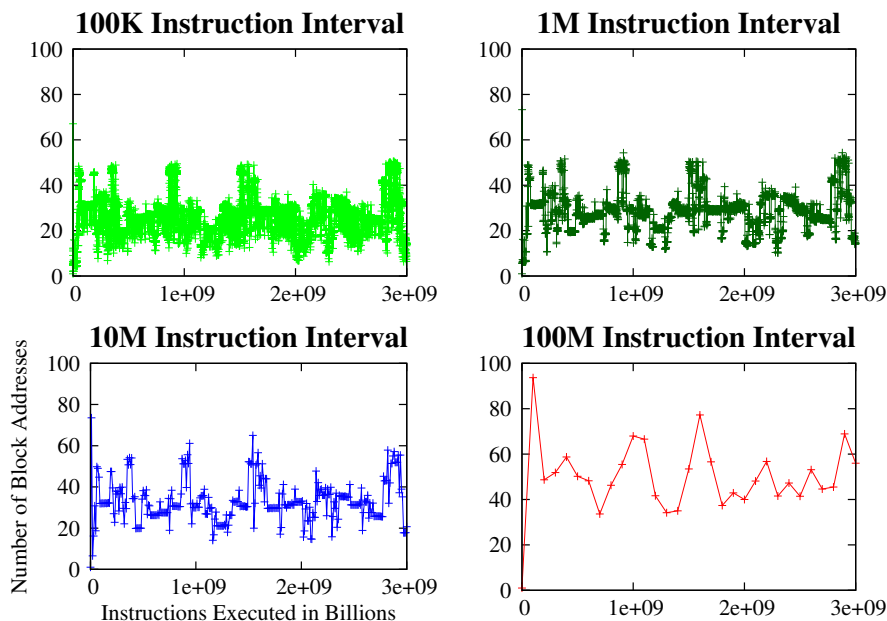 100K Instruction Interval
100
80
60
40
20
0
0 1e+09 2e+09 3e+09
1M Instruction Interval
100
80
60
40
20
0
0 1e+09 2e+09 3e+09
Number of Block Addresses
10M Instruction Interval
100
80
60
40
20
0
0 1e+09 2e+09 3e+09
Instructions Executed in Billions
100M Instruction Interval
100
80
60
40
20
0
0 1e+09 2e+09 3e+09